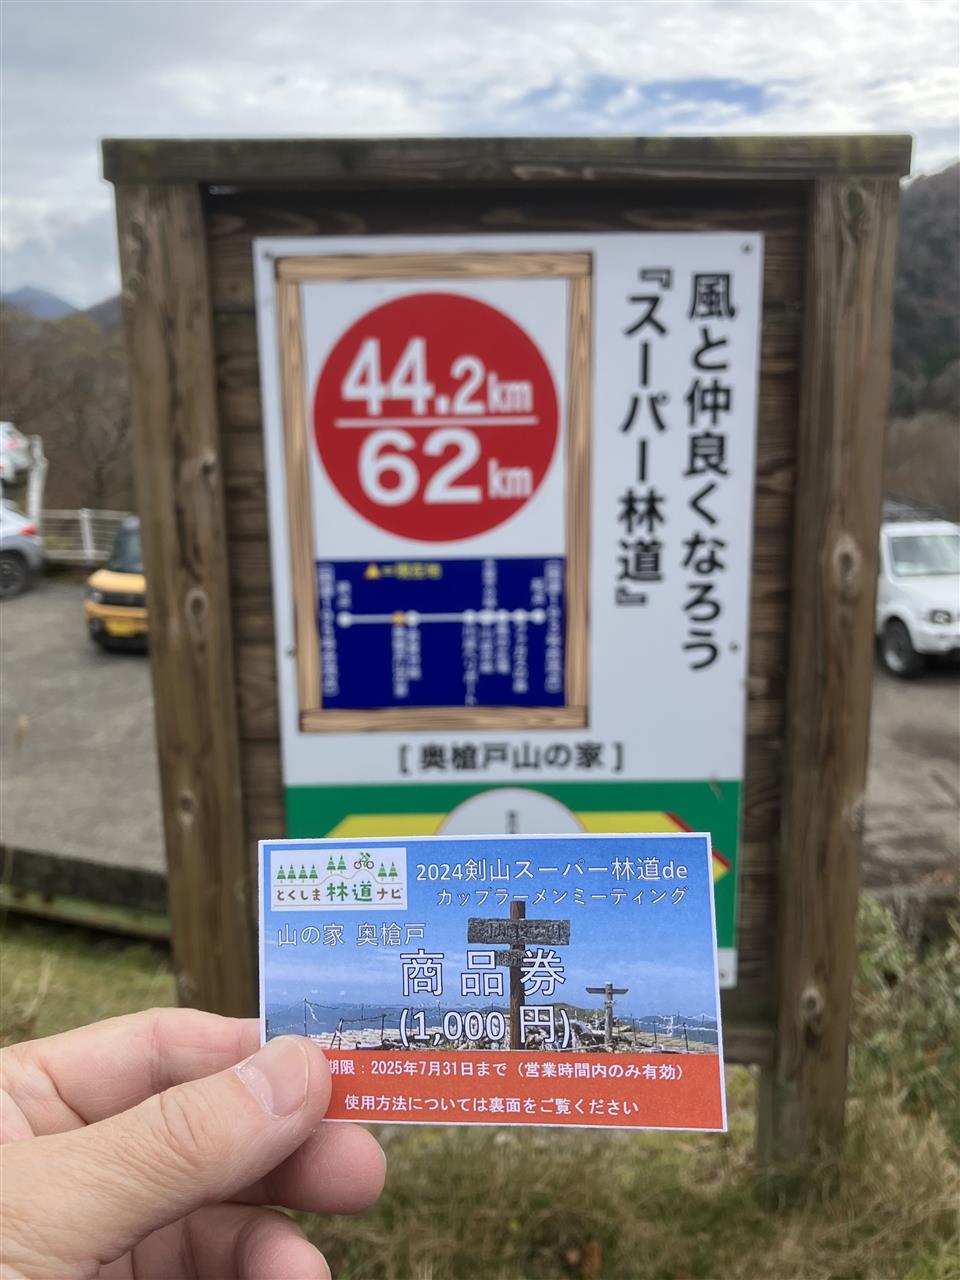 風と仲良くなろう
『スーパー林道』
44.2km
62km
▲=現在地
[奥槍戸山の家]
とくしま林道ナビ
2024剣山スーパー林道de
カップラーメンミーティング
山の家 奥槍戸
商品券
(1,000円)
期限：2025年7月31日まで（営業時間内のみ有効）
使用方法については裏面をご覧ください